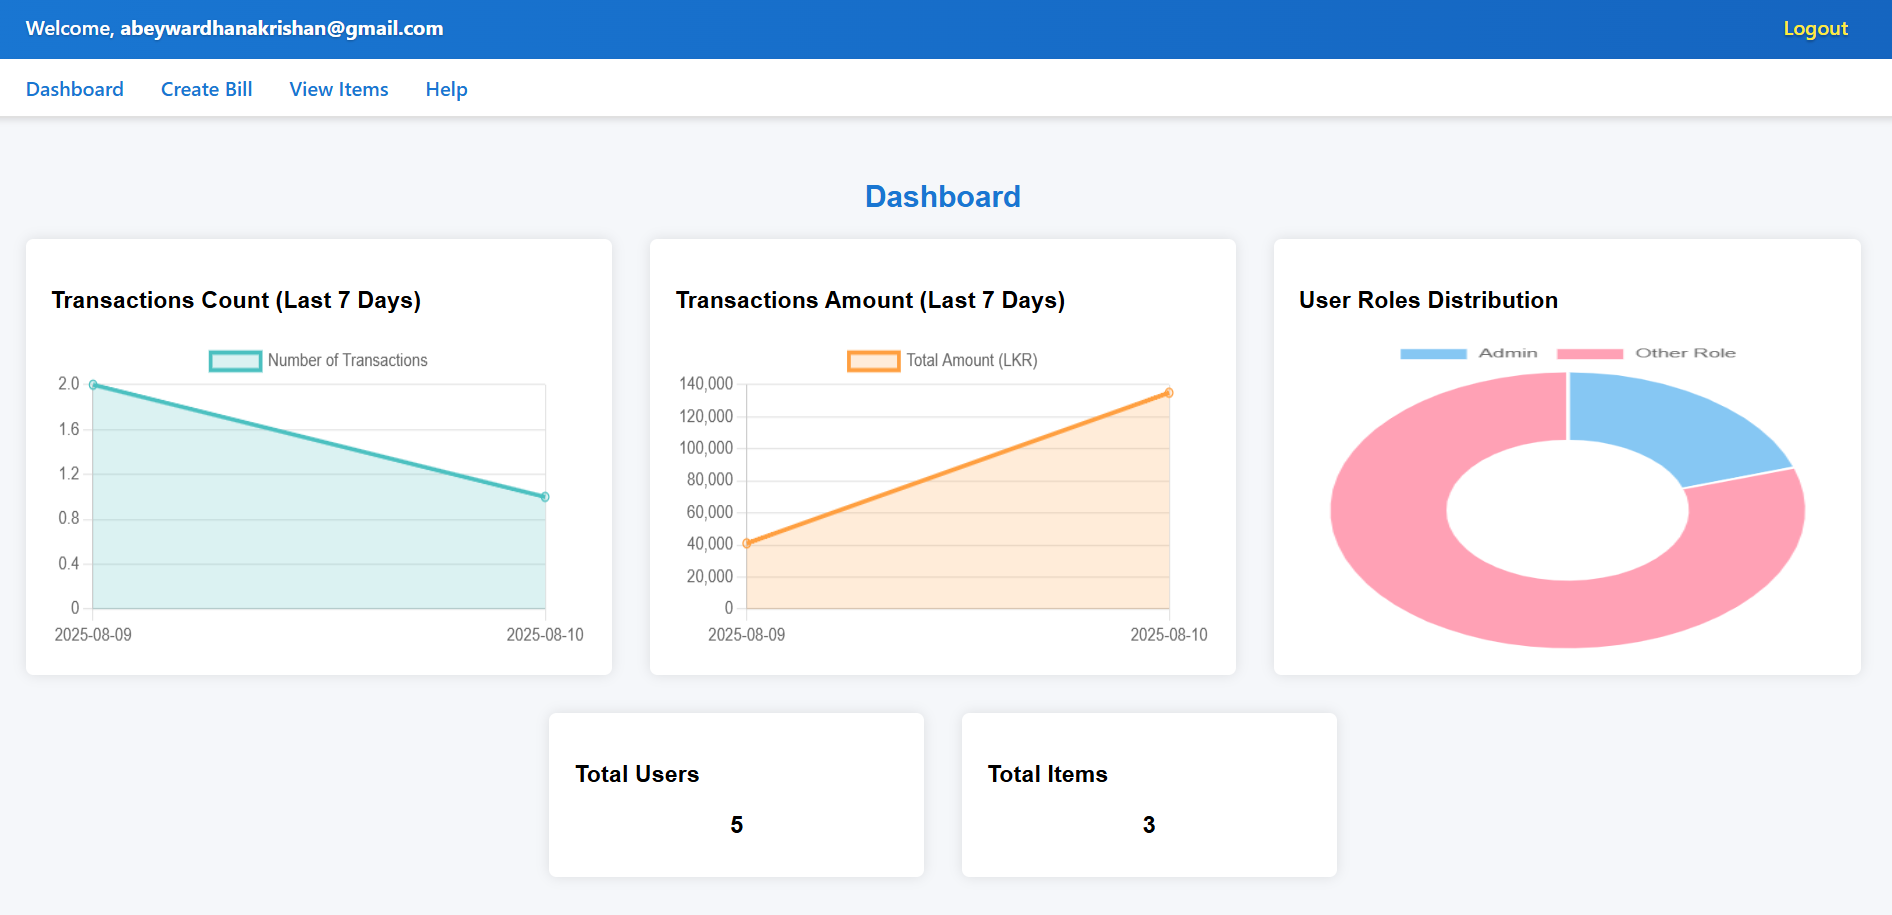 Welcome, abeywardhanakrishan@gmail.com
Logout
Dashboard
Create Bill
View Items
Help
Dashboard
Transactions Count (Last 7 Days)
Number of Transactions
2.0
1.6
1.2
0.8
0.4
0
2025-08-09
2025-08-10
Transactions Amount (Last 7 Days)
Total Amount (LKR)
140,000
120,000
100,000
80,000
60,000
40,000
20,000
0
2025-08-09
2025-08-10
User Roles Distribution
Admin
Other Role
Total Users
5
Total Items
3